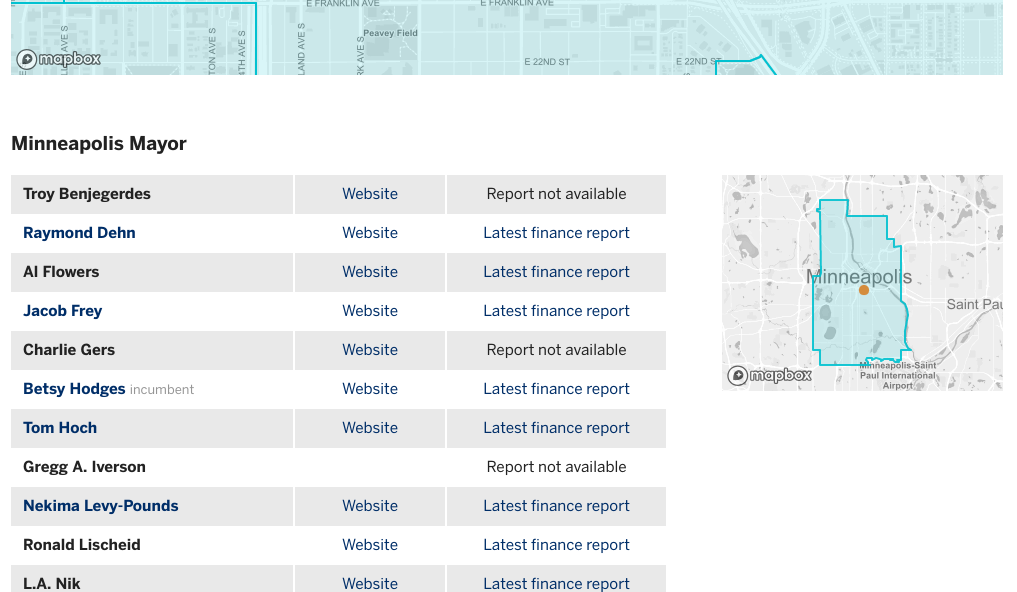 E FRANKLIN AVE
E FRANKLIN AVE
Peavey Field
AVE S
TON AVE S
4TH AVE S
LAND AVE S
RK AVE S
E 22ND ST
E 22ND ST
mapbox
Minneapolis Mayor
Troy Benjegerdes Website Report not available
Raymond Dehn Website Latest finance report
Al Flowers Website Latest finance report
Jacob Frey Website Latest finance report
Charlie Gers Website Report not available
Betsy Hodges incumbent Website Latest finance report
Tom Hoch Website Latest finance report
Gregg A. Iverson Report not available
Nekima Levy-Pounds Website Latest finance report
Ronald Lischeid Website Latest finance report
L.A. Nik Website Latest finance report
Minneapolis
Saint Pau
Minneapolis-Saint
Paul International
Airport
mapbox